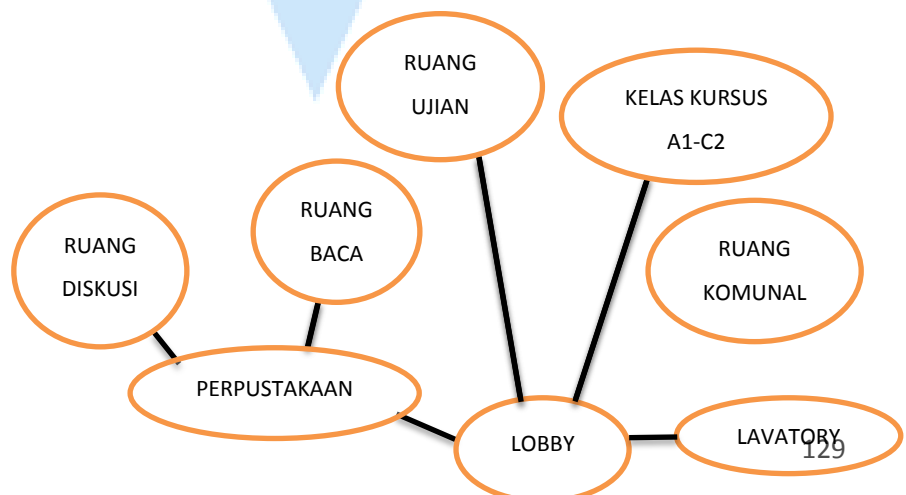 RUANG
UJIAN
KELAS KURSUS
A1-C2
RUANG
BACA
RUANG
DISKUSI
RUANG
KOMUNAL
PERPUSTAKAAN
LOBBY
LAVATORY
129